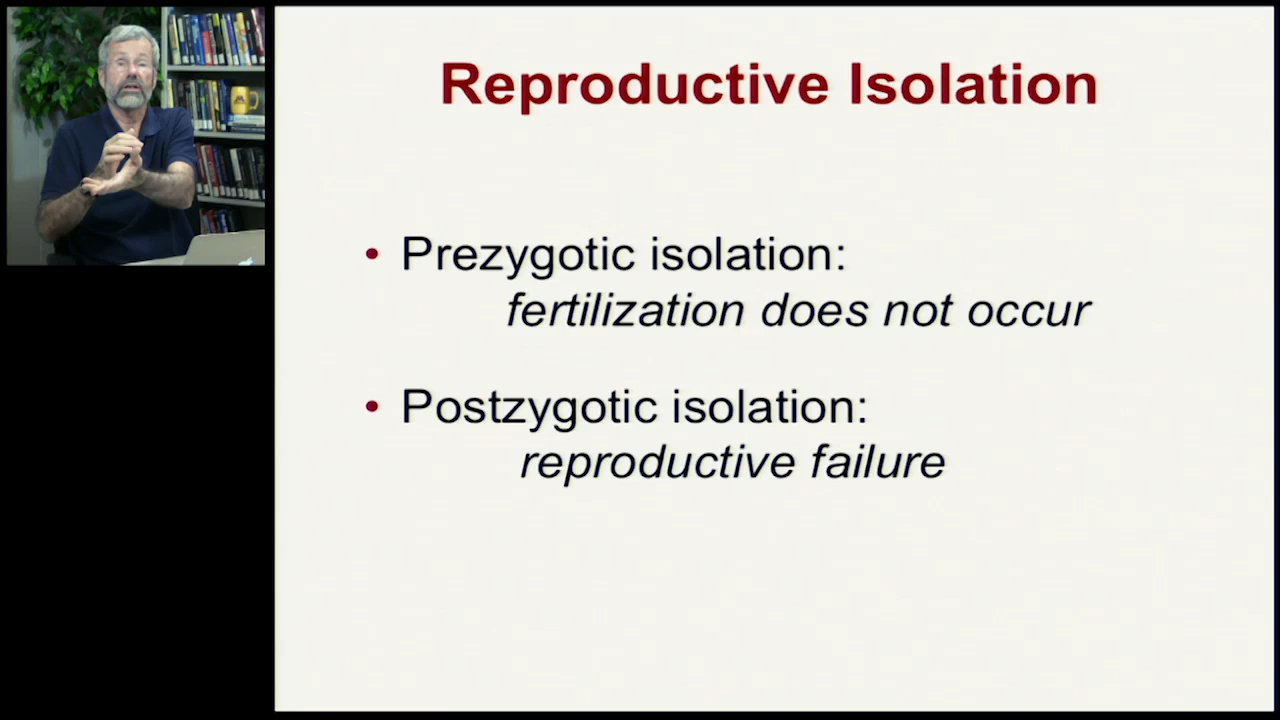 Reproductive Isolation
• Prezygotic isolation:
fertilization does not occur
• Postzygotic isolation:
reproductive failure